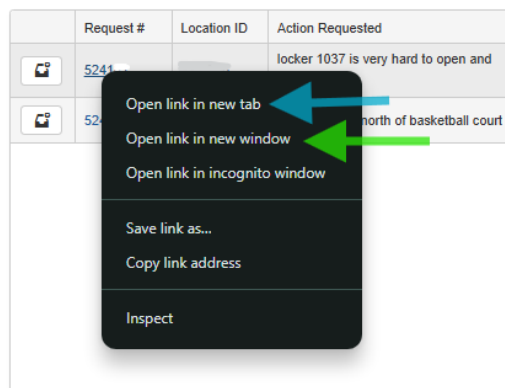 Request # Location ID Action Requested
5241 locker 1037 is very hard to open and
52 north of basketball court
Open link in new tab
Open link in new window
Open link in incognito window
Save link as...
Copy link address
Inspect